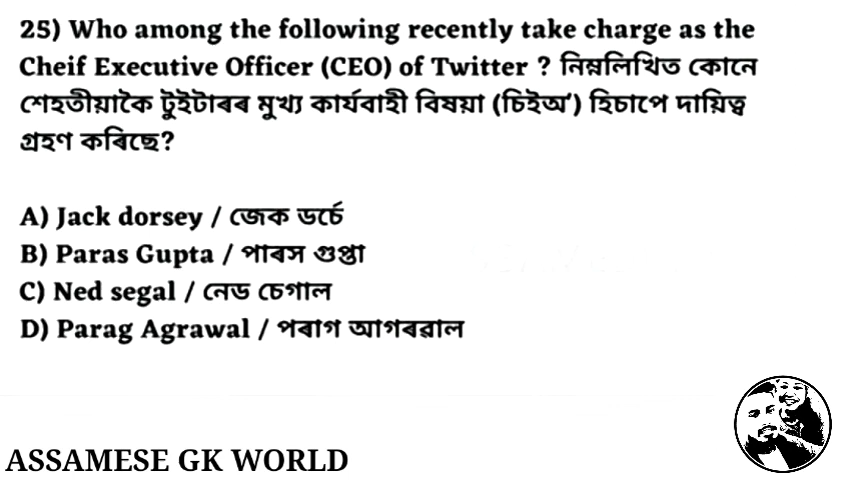 25) Who among the following recently take charge as the
Cheif Executive Officer (CEO) of Twitter ? নিম্নলিখিত কোনে
শেহতীয়াকৈ টুইটাৰৰ মুখ্য কাৰ্যবাহী বিষয়া (চিইঅ') হিচাপে দায়িত্ব
গ্ৰহণ কৰিছে?
A) Jack dorsey / জেক ডৰ্চে
B) Paras Gupta / পাৰস গুপ্তা
C) Ned segal / নেড চেগাল
D) Parag Agrawal / পৰাগ আগৰৱাল
ASSAMESE GK WORLD